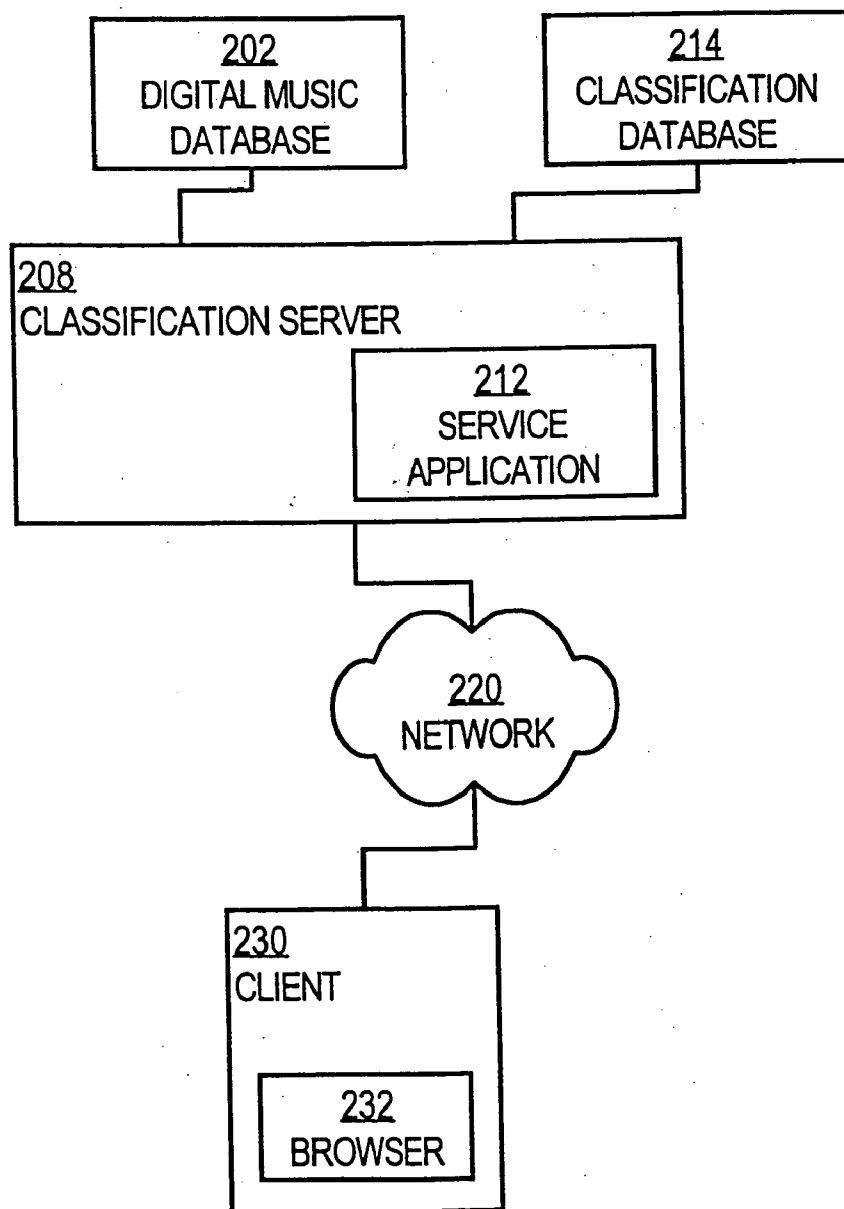 202
DIGITAL MUSIC
DATABASE
214
CLASSIFICATION
DATABASE
208
CLASSIFICATION SERVER
212
SERVICE
APPLICATION
220
NETWORK
230
CLIENT
232
BROWSER